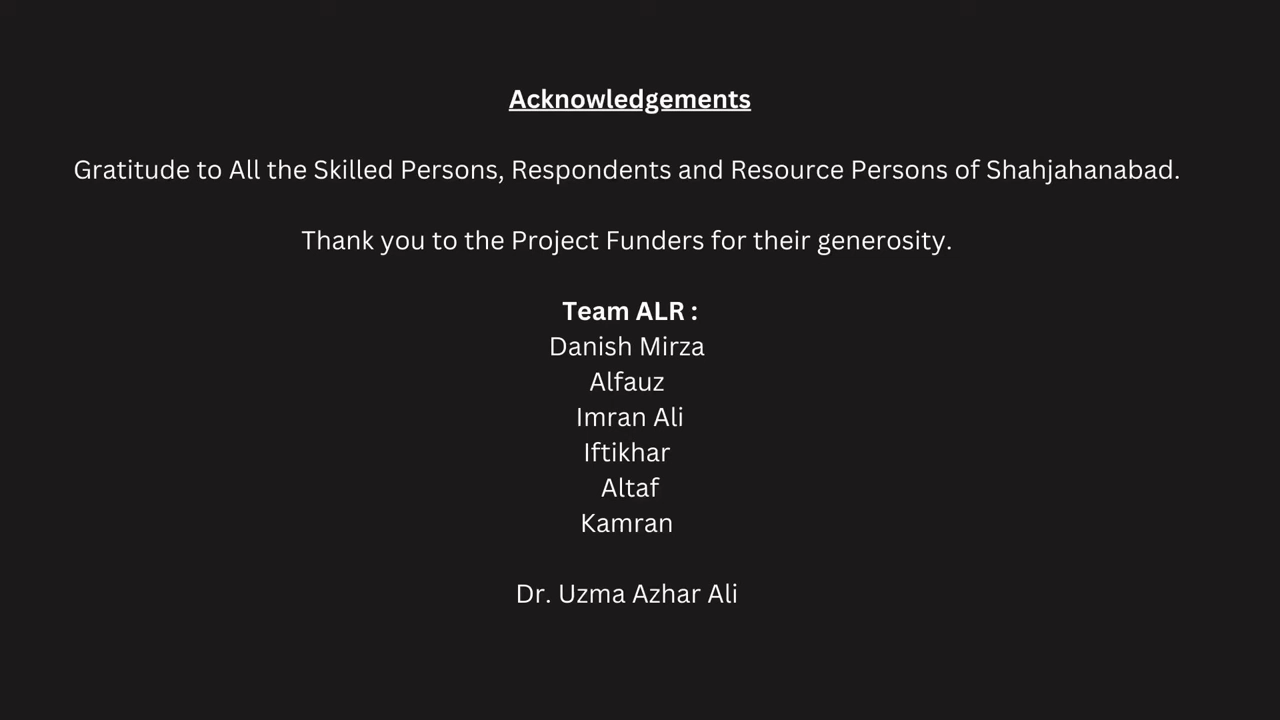 Acknowledgements
Gratitude to All the Skilled Persons, Respondents and Resource Persons of Shahjahanabad.
Thank you to the Project Funders for their generosity.
Team ALR :
Danish Mirza
Alfauz
Imran Ali
Iftikhar
Altaf
Kamran
Dr. Uzma Azhar Ali